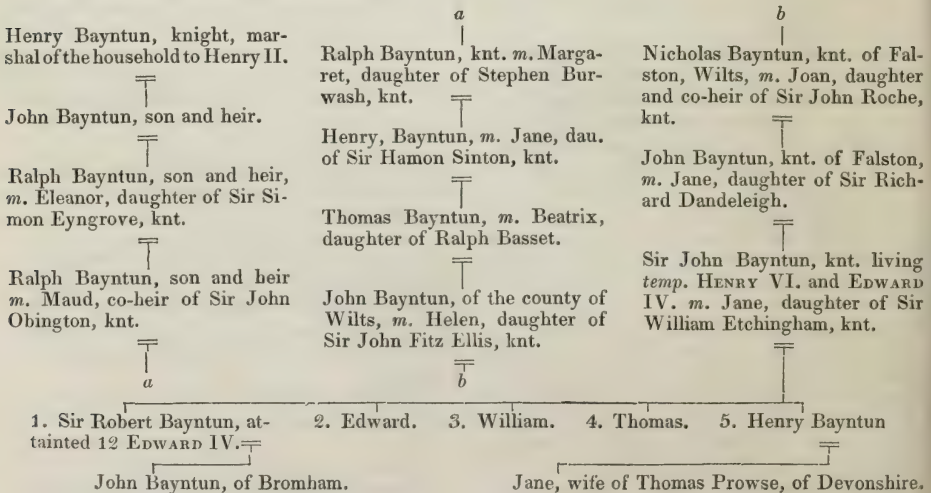 Henry Bayntun, knight, mar-
shal of the household to Henry II.
John Bayntun, son and heir.
Ralph Bayntun, son and heir,
m. Eleanor, daughter of Sir Si-
mon Eyngrove, knt.
Ralph Bayntun, son and heir
m. Maud, co-heir of Sir John
Obington, knt.
a
a
Ralph Bayntun, knt. m. Marga-
ret, daughter of Stephen Bur-
wash, knt.
Henry, Bayntun, m. Jane, dau.
of Sir Hamon Sinton, knt.
Thomas Bayntun, m. Beatrix,
daughter of Ralph Basset.
John Bayntun, of the county of
Wilts, m. Helen, daughter of
Sir John Fitz Ellis, knt.
b
b
Nicholas Bayntun, knt. of Fal-
ston, Wilts, m. Joan, daughter
and co-heir of Sir John Roche,
knt.
John Bayntun, knt. of Falston,
m. Jane, daughter of Sir Rich-
ard Dandeleigh.
Sir John Bayntun, knt. living
temp. HENRY VI. and EDWARD
IV. m. Jane, daughter of Sir
William Etchingham, knt.
1. Sir Robert Bayntun, at-
tainted 12 EDWARD IV.
2. Edward.
3. William.
4. Thomas.
5. Henry Bayntun
John Bayntun, of Bromham.
Jane, wife of Thomas Prowse, of Devonshire.